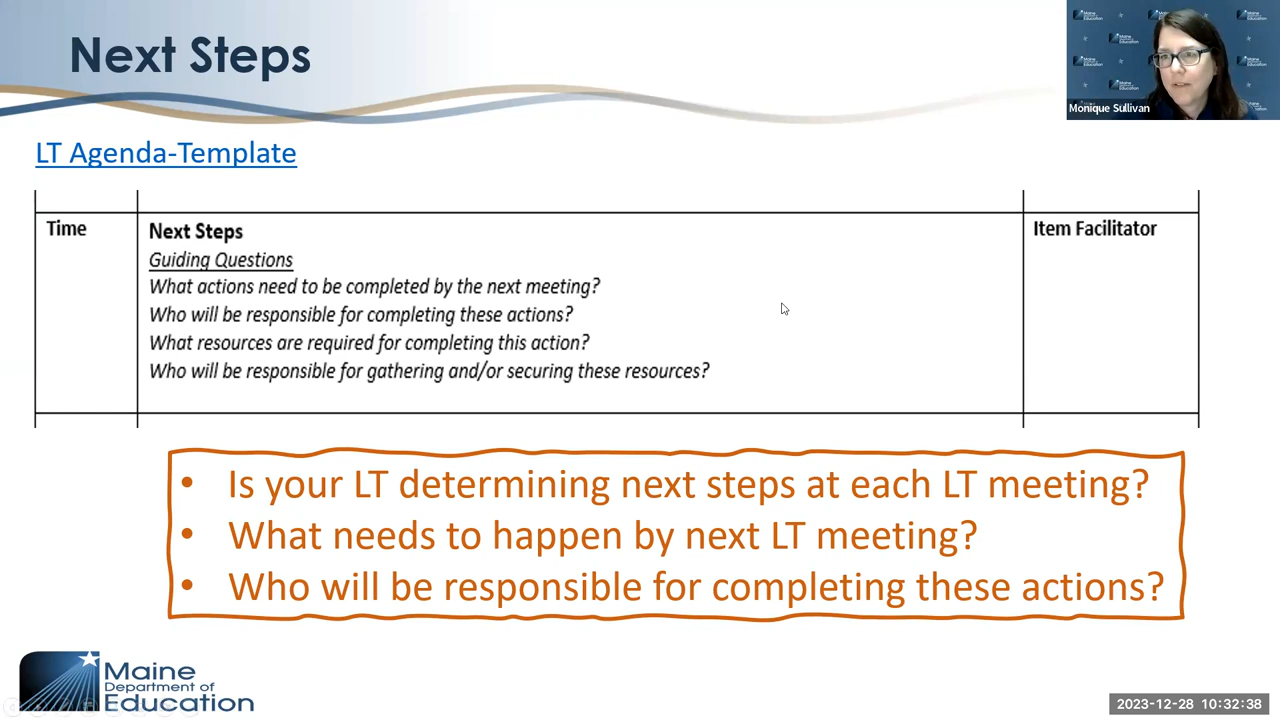 Next Steps
Monique Sullivan
LT Agenda-Template
Time
Next Steps
Item Facilitator
Guiding Questions
What actions need to be completed by the next meeting?
Who will be responsible for completing these actions?
What resources are required for completing this action?
Who will be responsible for gathering and/or securing these resources?
• Is your LT determining next steps at each LT meeting?
• What needs to happen by next LT meeting?
• Who will be responsible for completing these actions?
Maine
Department of
Education
2023-12-28 10:32:38